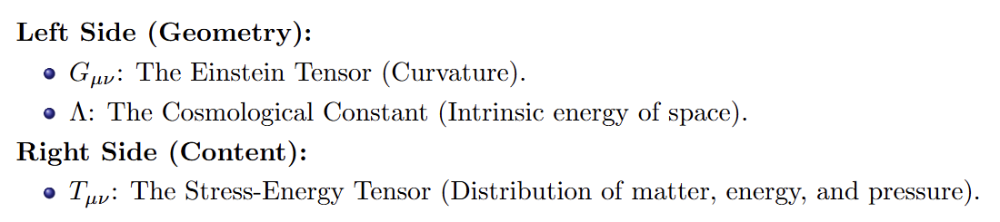 Left Side (Geometry):
• Gμν: The Einstein Tensor (Curvature).
• Λ: The Cosmological Constant (Intrinsic energy of space).
Right Side (Content):
• Tμν: The Stress-Energy Tensor (Distribution of matter, energy, and pressure).